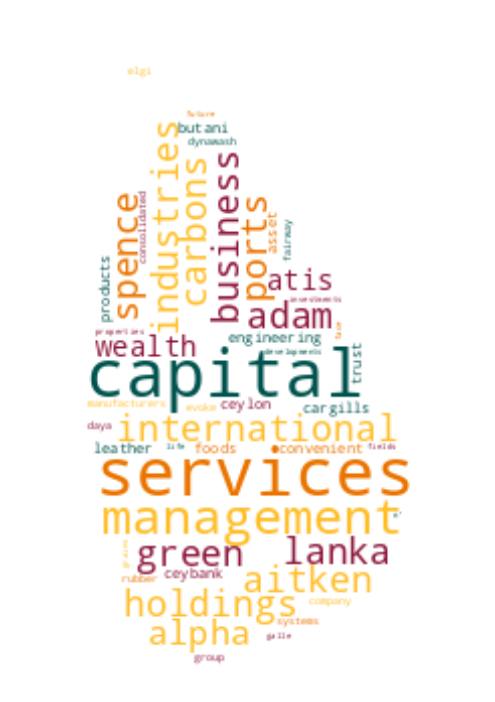 elgi
future
butani
dynawash
industries
carbons
business
spence
consolidated
ports
asset
fairway
products
atis
investments
adam
properties
wealth
engineering
developments
trust
capital
manufacturers
evoke
ceylon
cargills
daya
international
leather
life
foods
convenient
fields
services
management
green
lanka
grains
rubber
ceybank
aitken
holdings
company
alpha
systems
galle
group